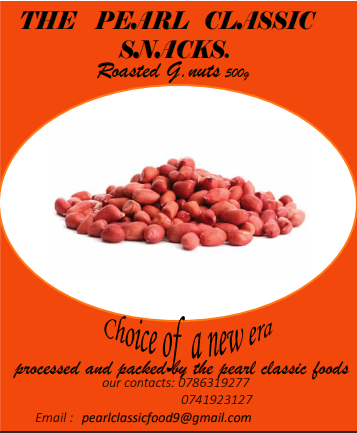 THE PEARL CLASSIC
SNACKS.
Roasted G.nuts 500g
Choice of a new era
processed and packed by the pearl classic foods
our contacts: 0786319277
0741923127
Email : pearlclassicfood9@gmail.com